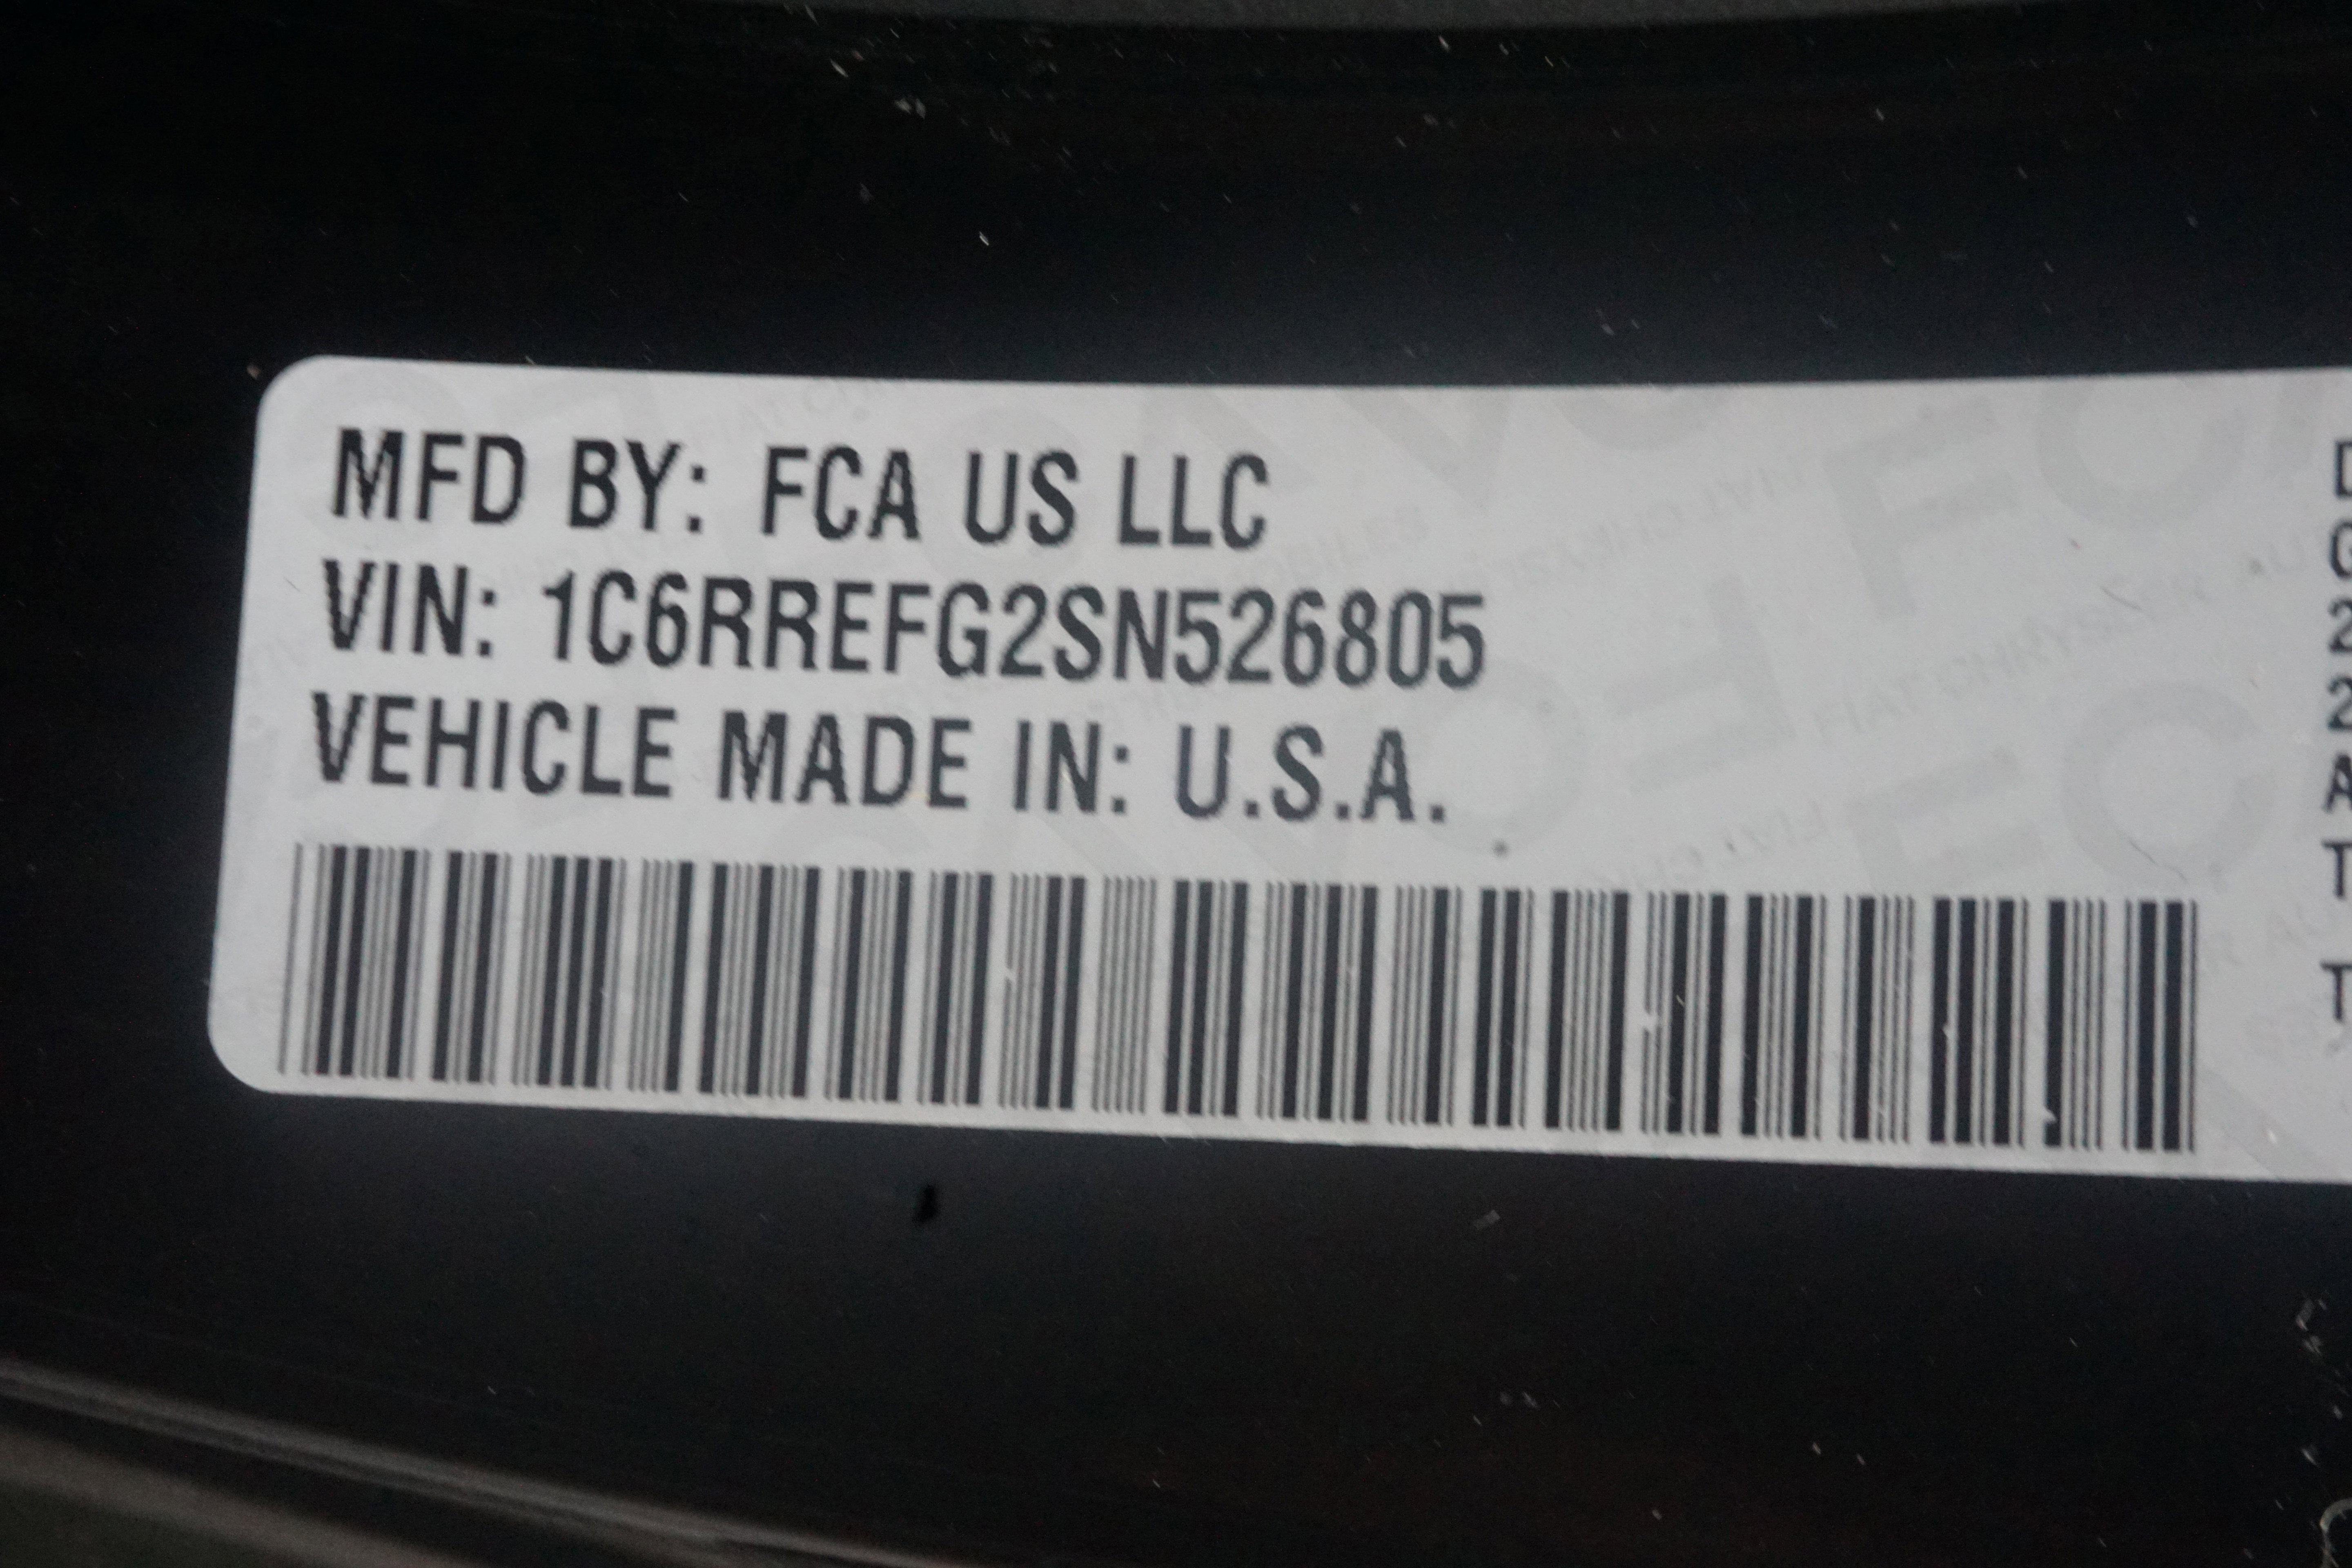 MFD BY: FCA US LLC
VIN: 1C6RREFG2SN526805
VEHICLE MADE IN: U.S.A.